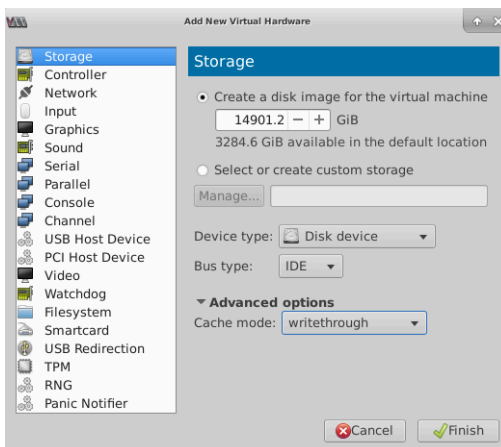 Add New Virtual Hardware
Storage
Controller
Network
Input
Graphics
Sound
Serial
Parallel
Console
Channel
USB Host Device
PCI Host Device
Video
Watchdog
Filesystem
Smartcard
USB Redirection
TPM
RNG
Panic Notifier
Storage
Create a disk image for the virtual machine
14901.2 − + GiB
3284.6 GiB available in the default location
Select or create custom storage
Manage...
Device type: Disk device
Bus type: IDE
Advanced options
Cache mode: writethrough
Cancel Finish